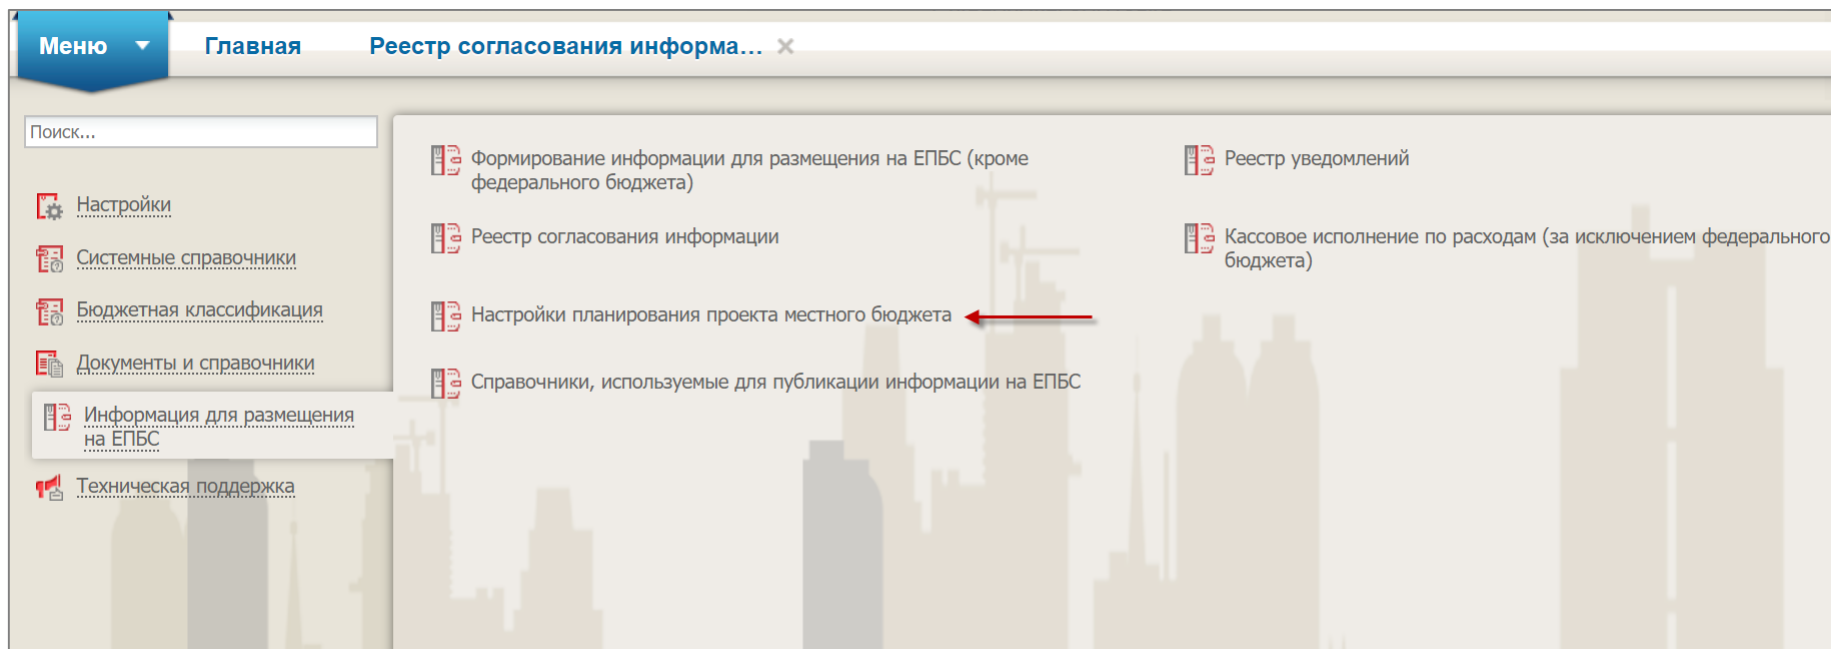 Меню
Главная
Реестр согласования информа...
Поиск...
Настройки
Системные справочники
Бюджетная классификация
Документы и справочники
Информация для размещения
на ЕПБС
Техническая поддержка
Формирование информации для размещения на ЕПБС (кроме
федерального бюджета)
Реестр согласования информации
Настройки планирования проекта местного бюджета
Справочники, используемые для публикации информации на ЕПБС
Реестр уведомлений
Кассовое исполнение по расходам (за исключением федерального
бюджета)